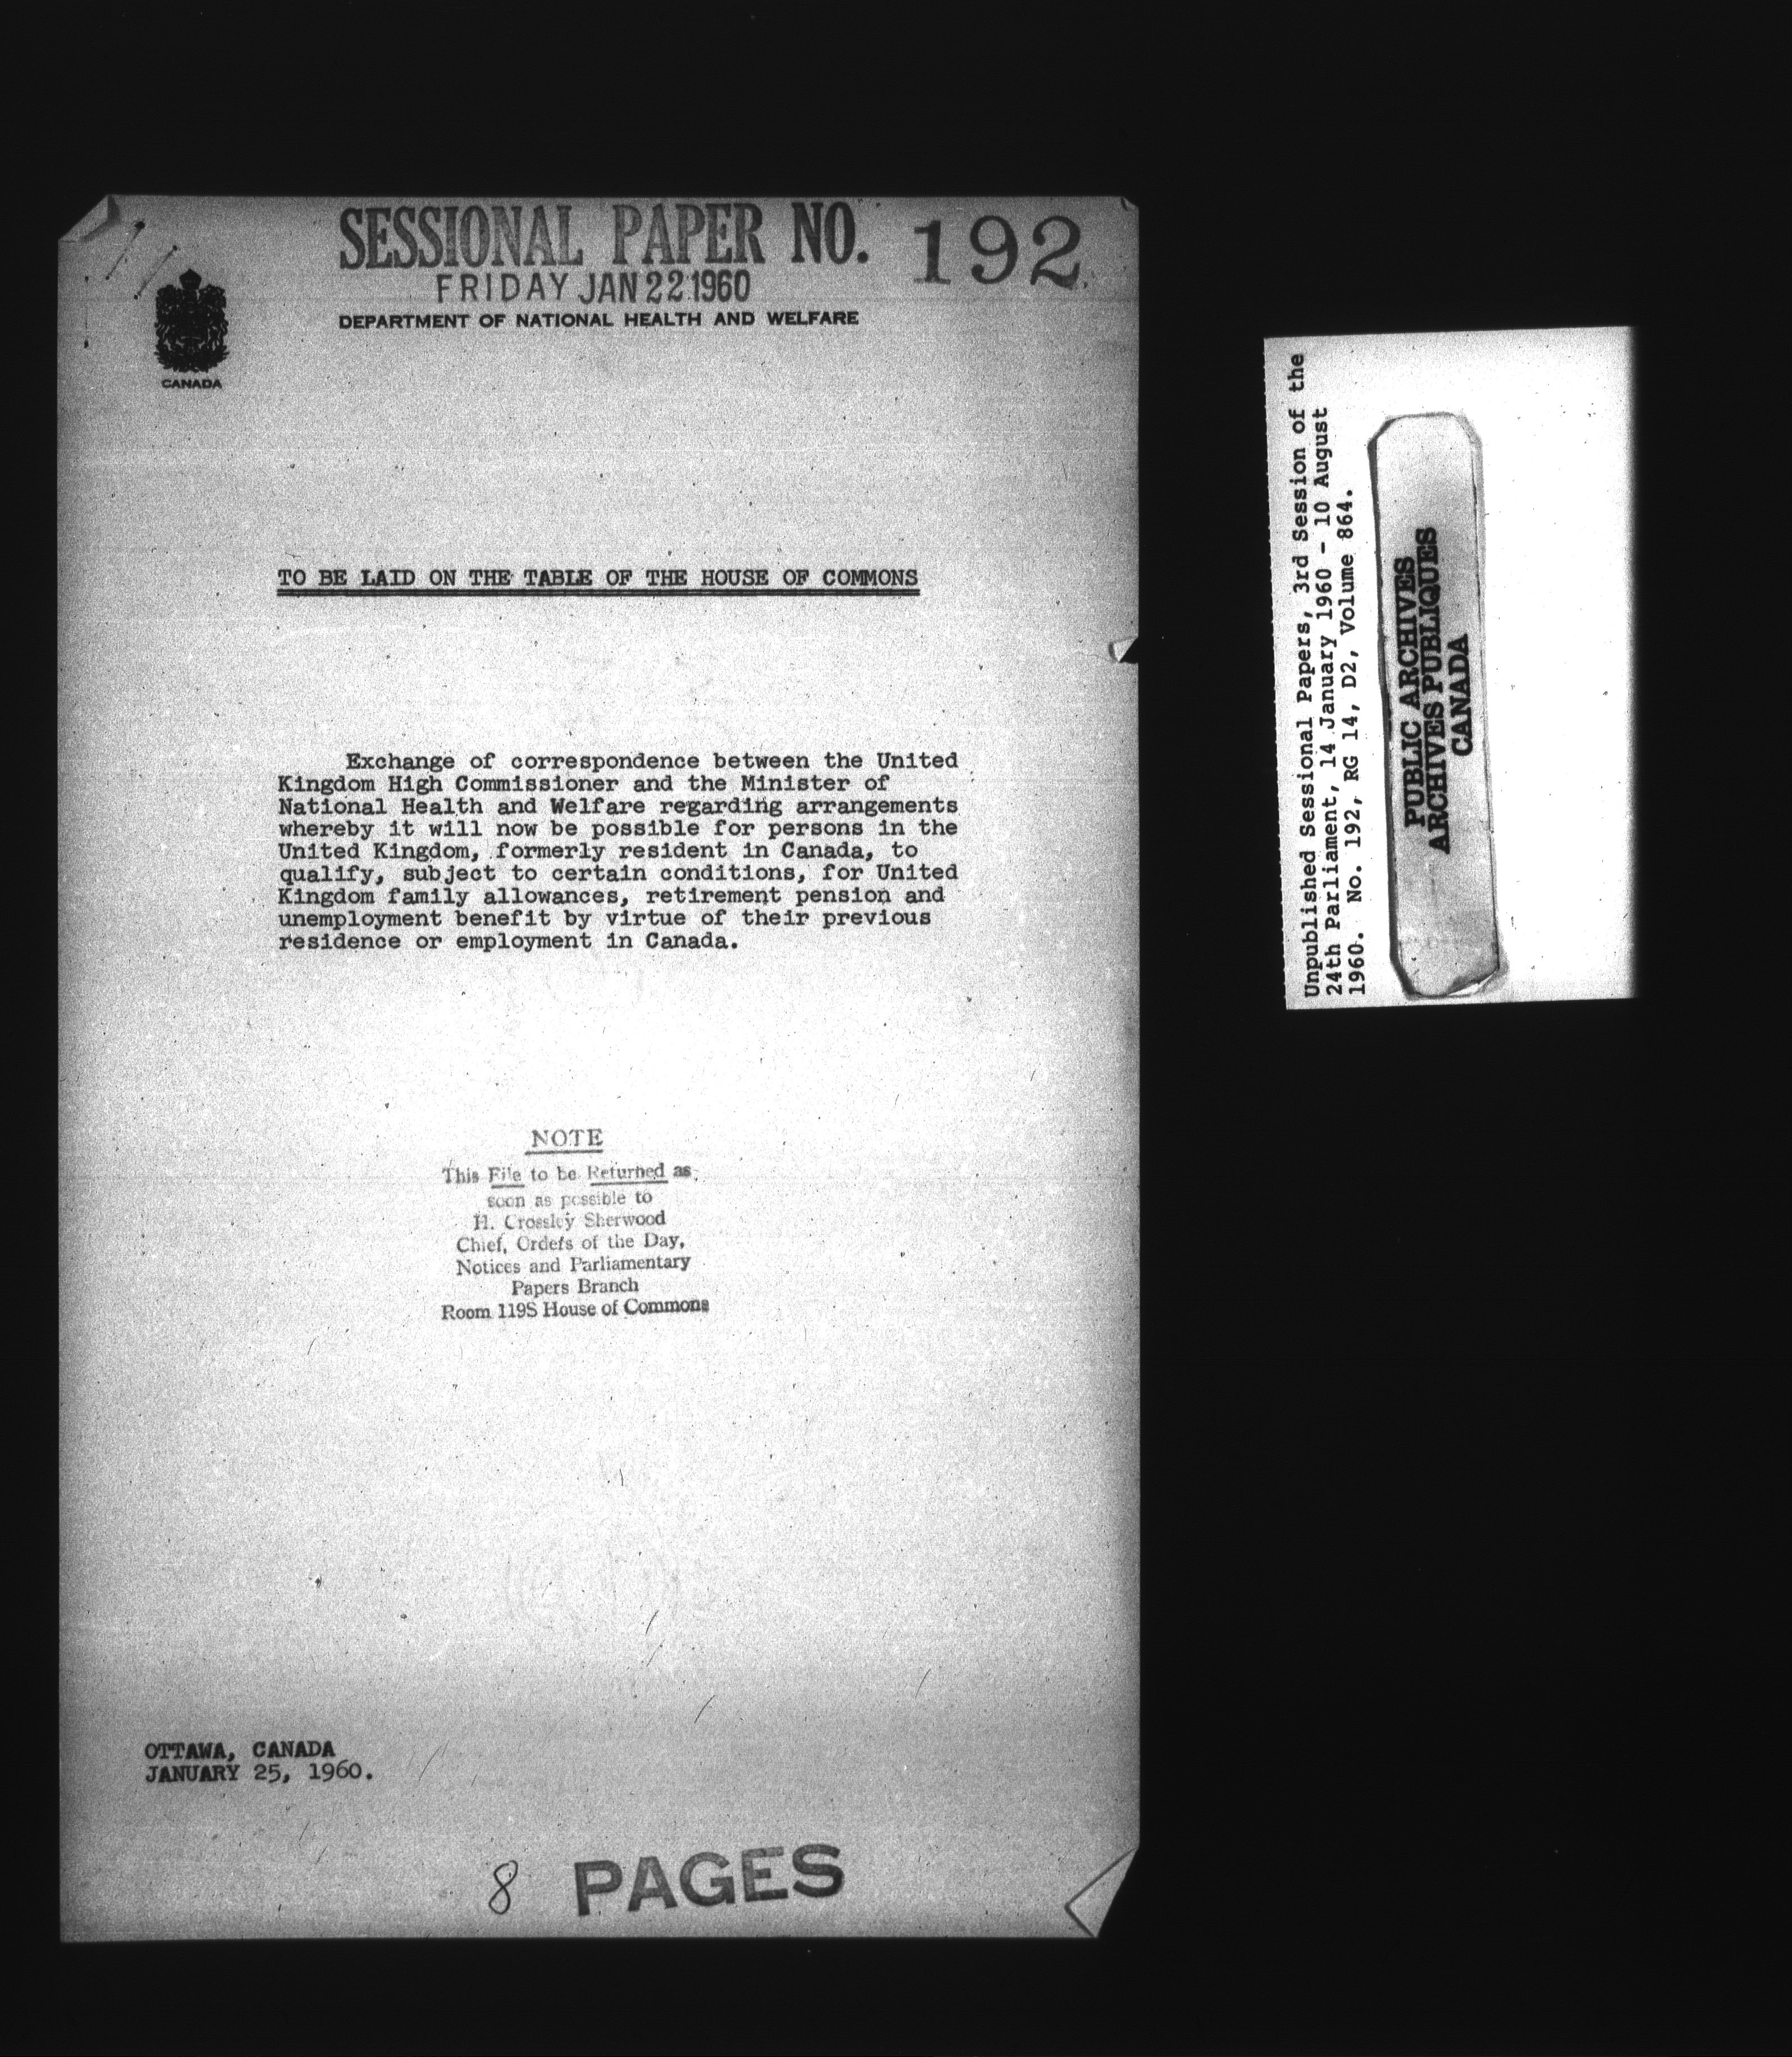 SESSIONAL PAPER NO. 192
FRIDAY JAN 22 1960
DEPARTMENT OF NATIONAL HEALTH AND WELFARE
CANADA
TO BE LAID ON THE TABLE OF THE HOUSE OF COMMONS
Exchange of correspondence between the United
Kingdom High Commissioner and the Minister of
National Health and Welfare regarding arrangements
whereby it will now be possible for persons in the
United Kingdom, formerly resident in Canada, to
qualify, subject to certain conditions, for United
Kingdom family allowances, retirement pension and
unemployment benefit by virtue of their previous
residence or employment in Canada.
NOTE
This File to be Returned as
soon as possible to
H. Crossley Sherwood
Chief, Orders of the Day,
Notices and Parliamentary
Papers Branch
Room 119S House of Commons
OTTAWA, CANADA
JANUARY 25, 1960.
8 PAGES
Unpublished Sessional Papers, 3rd Session of the
24th Parliament, 14 January 1960 - 10 August
1960. No. 192, RG 14, D2, Volume 864.
PUBLIC ARCHIVES
ARCHIVES PUBLIQUES
CANADA